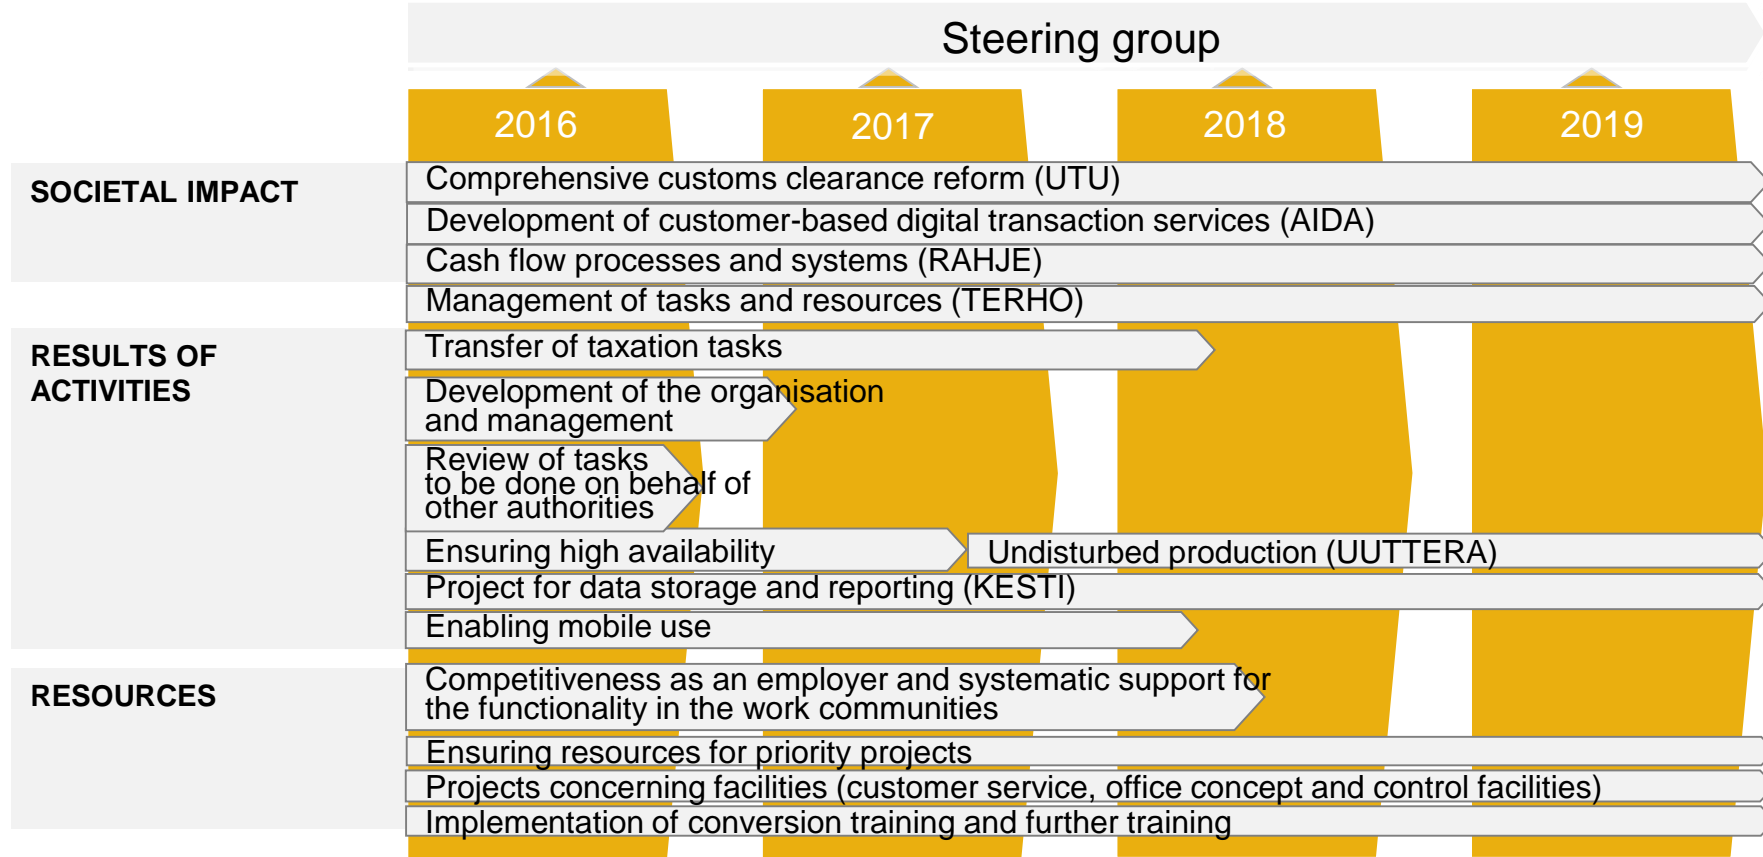 Steering group
2016
2017
2018
2019
SOCIETAL IMPACT
Comprehensive customs clearance reform (UTU)
Development of customer-based digital transaction services (AIDA)
Cash flow processes and systems (RAHJE)
Management of tasks and resources (TERHO)
RESULTS OF
ACTIVITIES
Transfer of taxation tasks
Development of the organisation
and management
Review of tasks
to be done on behalf of
other authorities
Ensuring high availability
Undisturbed production (UUTTERA)
Project for data storage and reporting (KESTI)
Enabling mobile use
RESOURCES
Competitiveness as an employer and systematic support for
the functionality in the work communities
Ensuring resources for priority projects
Projects concerning facilities (customer service, office concept and control facilities)
Implementation of conversion training and further training